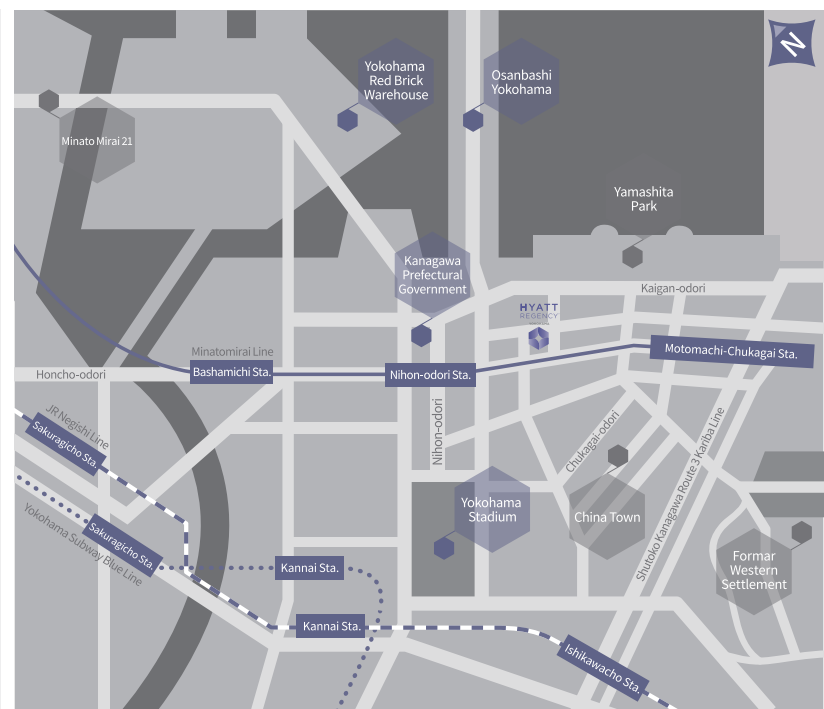 N
Yokohama
Red Brick
Warehouse
Osanbashi
Yokohama
Minato Mirai 21
Yamashita
Park
Kanagawa
Prefectural
Government
Kaigan-odori
HYATT
REGENCY
Minatomirai Line
Motomachi-Chukagai Sta.
Honcho-odori
Bashamichi Sta.
Nihon-odori Sta.
JR Negishi Line
Sakuragicho Sta.
Nihon-odori
Chukagai-odori
Shutoko Kanagawa Route 3 Kariba Line
Yokohama
Stadium
China Town
Yokohama Subway Blue Line
Sakuragicho Sta.
Formar
Western
Settlement
Kannai Sta.
Kannai Sta.
Ishikawacho Sta.